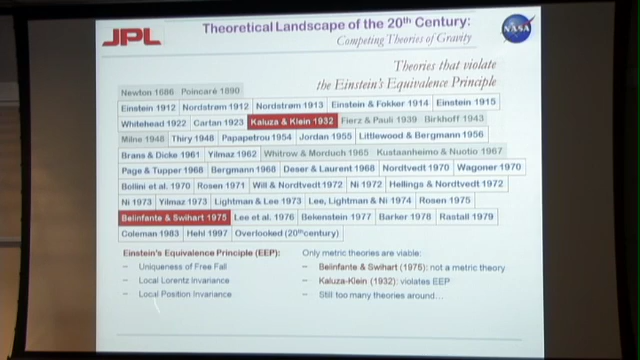 JPL
Theoretical Landscape of the 20th Century:
Competing Theories of Gravity
NASA
Theories that violate
the Einstein's Equivalence Principle
Newton 1686 Poincaré 1890
Einstein 1912 Nordstrøm 1912 Nordstrøm 1913 Einstein & Fokker 1914 Einstein 1915
Whitehead 1922 Cartan 1923 Kaluza & Klein 1932 Fierz & Pauli 1939 Birkhoff 1943
Milne 1948 Thiry 1948 Papapetrou 1954 Jordan 1955 Littlewood & Bergmann 1956
Brans & Dicke 1961 Yilmaz 1962 Whitrow & Morduch 1965 Kustaanheimo & Nuotio 1967
Page & Tupper 1968 Bergmann 1968 Deser & Laurent 1968 Nordtvedt 1970 Wagoner 1970
Bollini et al. 1970 Rosen 1971 Will & Nordtvedt 1972 Ni 1972 Hellings & Nordtvedt 1972
Ni 1973 Yilmaz 1973 Lightman & Lee 1973 Lee, Lightman & Ni 1974 Rosen 1975
Belinfante & Swihart 1975 Lee et al. 1976 Bekenstein 1977 Barker 1978 Rastall 1979
Coleman 1983 Hehl 1997 Overlooked (20th century)
Einstein's Equivalence Principle (EEP):
– Uniqueness of Free Fall
– Local Lorentz Invariance
– Local Position Invariance
Only metric theories are viable:
– Belinfante & Swihart (1975): not a metric theory
– Kaluza-Klein (1932): violates EEP
– Still too many theories around…